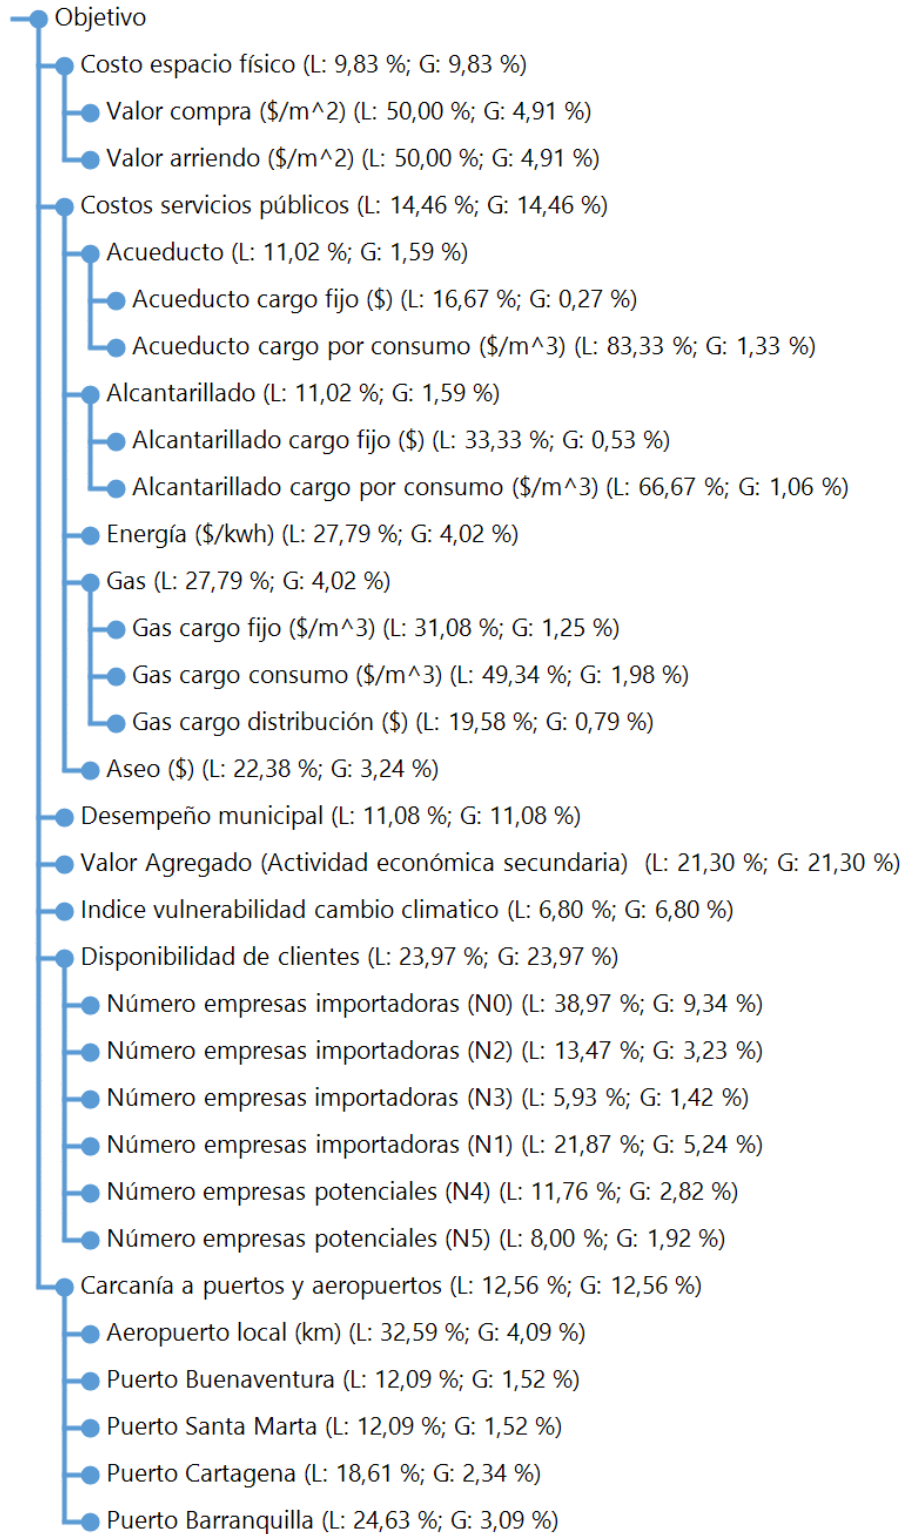 Objetivo
Costo espacio físico (L: 9,83 %; G: 9,83 %)
Valor compra ($/m^2) (L: 50,00 %; G: 4,91 %)
Valor arriendo ($/m^2) (L: 50,00 %; G: 4,91 %)
Costos servicios públicos (L: 14,46 %; G: 14,46 %)
Acueducto (L: 11,02 %; G: 1,59 %)
Acueducto cargo fijo ($) (L: 16,67 %; G: 0,27 %)
Acueducto cargo por consumo ($/m^3) (L: 83,33 %; G: 1,33 %)
Alcantarillado (L: 11,02 %; G: 1,59 %)
Alcantarillado cargo fijo ($) (L: 33,33 %; G: 0,53 %)
Alcantarillado cargo por consumo ($/m^3) (L: 66,67 %; G: 1,06 %)
Energía ($/kwh) (L: 27,79 %; G: 4,02 %)
Gas (L: 27,79 %; G: 4,02 %)
Gas cargo fijo ($/m^3) (L: 31,08 %; G: 1,25 %)
Gas cargo consumo ($/m^3) (L: 49,34 %; G: 1,98 %)
Gas cargo distribución ($) (L: 19,58 %; G: 0,79 %)
Aseo ($) (L: 22,38 %; G: 3,24 %)
Desempeño municipal (L: 11,08 %; G: 11,08 %)
Valor Agregado (Actividad económica secundaria)  (L: 21,30 %; G: 21,30 %)
Indice vulnerabilidad cambio climatico (L: 6,80 %; G: 6,80 %)
Disponibilidad de clientes (L: 23,97 %; G: 23,97 %)
Número empresas importadoras (N0) (L: 38,97 %; G: 9,34 %)
Número empresas importadoras (N2) (L: 13,47 %; G: 3,23 %)
Número empresas importadoras (N3) (L: 5,93 %; G: 1,42 %)
Número empresas importadoras (N1) (L: 21,87 %; G: 5,24 %)
Número empresas potenciales (N4) (L: 11,76 %; G: 2,82 %)
Número empresas potenciales (N5) (L: 8,00 %; G: 1,92 %)
Carcanía a puertos y aeropuertos (L: 12,56 %; G: 12,56 %)
Aeropuerto local (km) (L: 32,59 %; G: 4,09 %)
Puerto Buenaventura (L: 12,09 %; G: 1,52 %)
Puerto Santa Marta (L: 12,09 %; G: 1,52 %)
Puerto Cartagena (L: 18,61 %; G: 2,34 %)
Puerto Barranquilla (L: 24,63 %; G: 3,09 %)